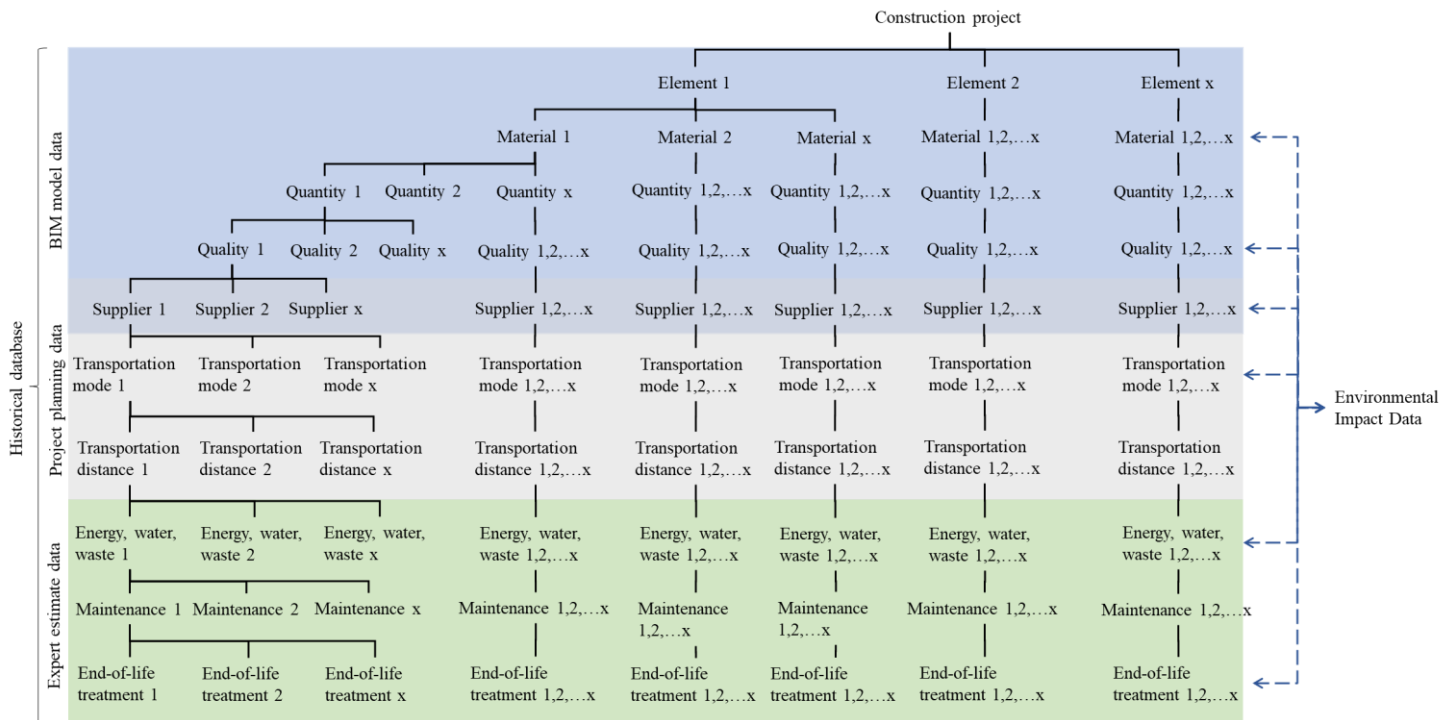 Construction project
Element 1 Element 2 Element x
Material 1 Material 2 Material x Material 1,2,…x Material 1,2,…x
Quantity 1 Quantity 2 Quantity x Quantity 1,2,…x Quantity 1,2,…x Quantity 1,2,…x Quantity 1,2,…x
Quality 1 Quality 2 Quality x Quality 1,2,…x Quality 1,2,…x Quality 1,2,…x Quality 1,2,…x Quality 1,2,…x
Supplier 1 Supplier 2 Supplier x Supplier 1,2,…x Supplier 1,2,…x Supplier 1,2,…x Supplier 1,2,…x Supplier 1,2,…x
Transportation Transportation Transportation Transportation Transportation Transportation Transportation Transportation
mode 1 mode 2 mode x mode 1,2,…x mode 1,2,…x mode 1,2,…x mode 1,2,…x mode 1,2,…x
Transportation Transportation Transportation Transportation Transportation Transportation Transportation Transportation
distance 1 distance 2 distance x distance 1,2,…x distance 1,2,…x distance 1,2,…x distance 1,2,…x distance 1,2,…x
Energy, water, Energy, water, Energy, water, Energy, water, Energy, water, Energy, water, Energy, water, Energy, water,
waste 1 waste 2 waste x waste 1,2,…x waste 1,2,…x waste 1,2,…x waste 1,2,…x waste 1,2,…x
Maintenance 1 Maintenance 2 Maintenance x Maintenance 1,2,…x Maintenance Maintenance Maintenance 1,2,…x Maintenance 1,2,…x
1,2,…x 1,2,…x
End-of-life End-of-life End-of-life End-of-life End-of-life End-of-life End-of-life End-of-life
treatment 1 treatment 2 treatment x treatment 1,2,…x treatment 1,2,…x treatment 1,2,…x treatment 1,2,…x treatment 1,2,…x
Historical database
BIM model data
Project planning data
Expert estimate data
Environmental
Impact Data